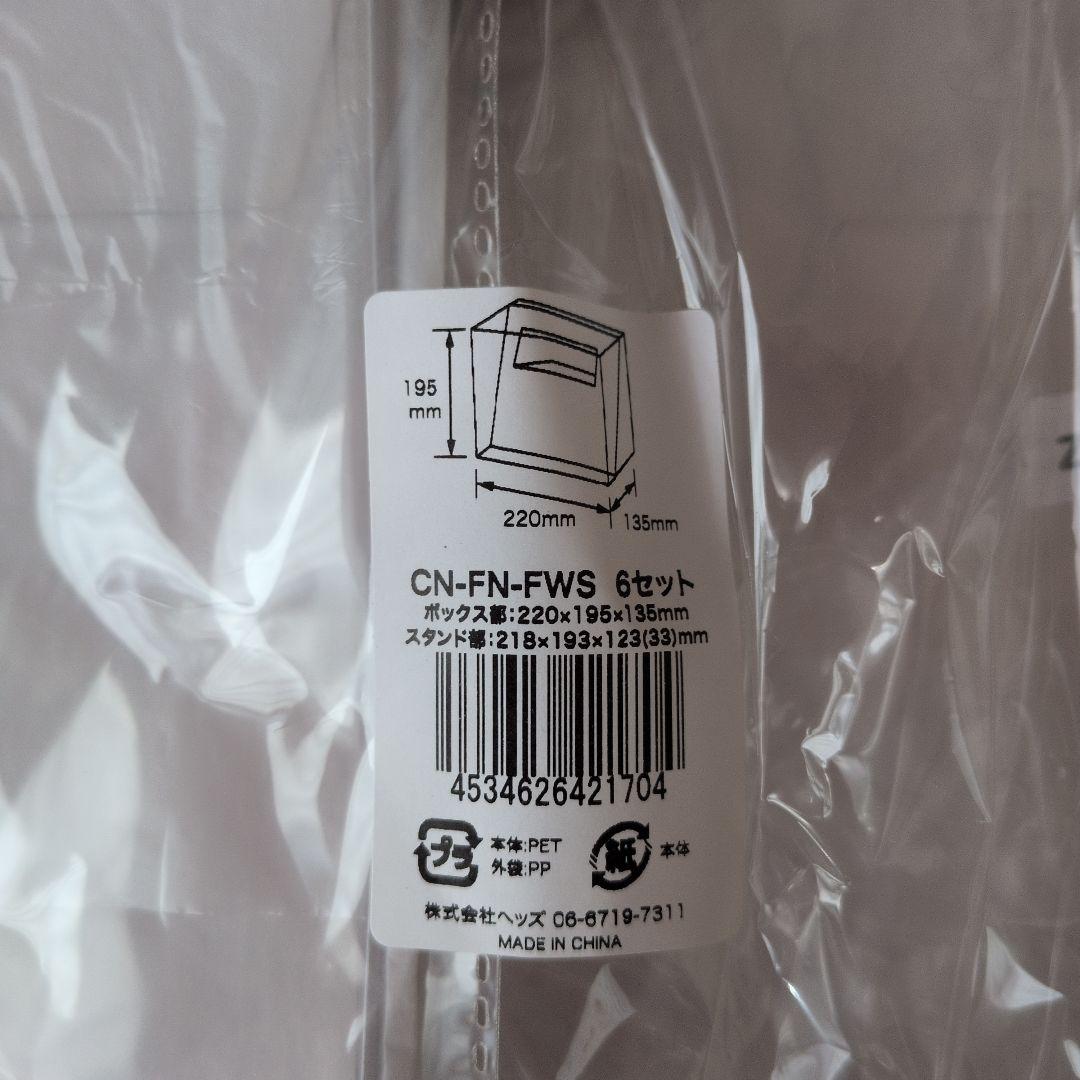 195
mm
220mm
135mm
CN-FN-FWS 6セット
ボックス部:220×195×135mm
スタンド部:218×193×123(33)mm
4534626421704
プラ 本体:PET
外袋:PP
紙 本体
株式会社ヘッズ 06-6719-7311
MADE IN CHINA